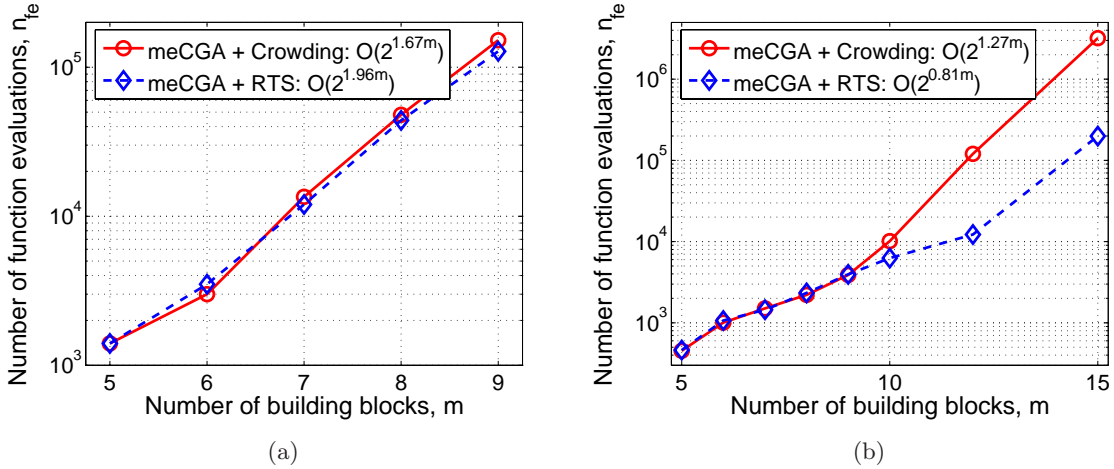 Number of function evaluations, n_fe
meCGA + Crowding: O(2^1.67m)
meCGA + RTS: O(2^1.96m)
10^5
10^4
10^3
5 6 7 8 9
Number of building blocks, m
(a)
Number of function evaluations, n_fe
meCGA + Crowding: O(2^1.27m)
meCGA + RTS: O(2^0.81m)
10^6
10^5
10^4
10^3
5 10 15
Number of building blocks, m
(b)